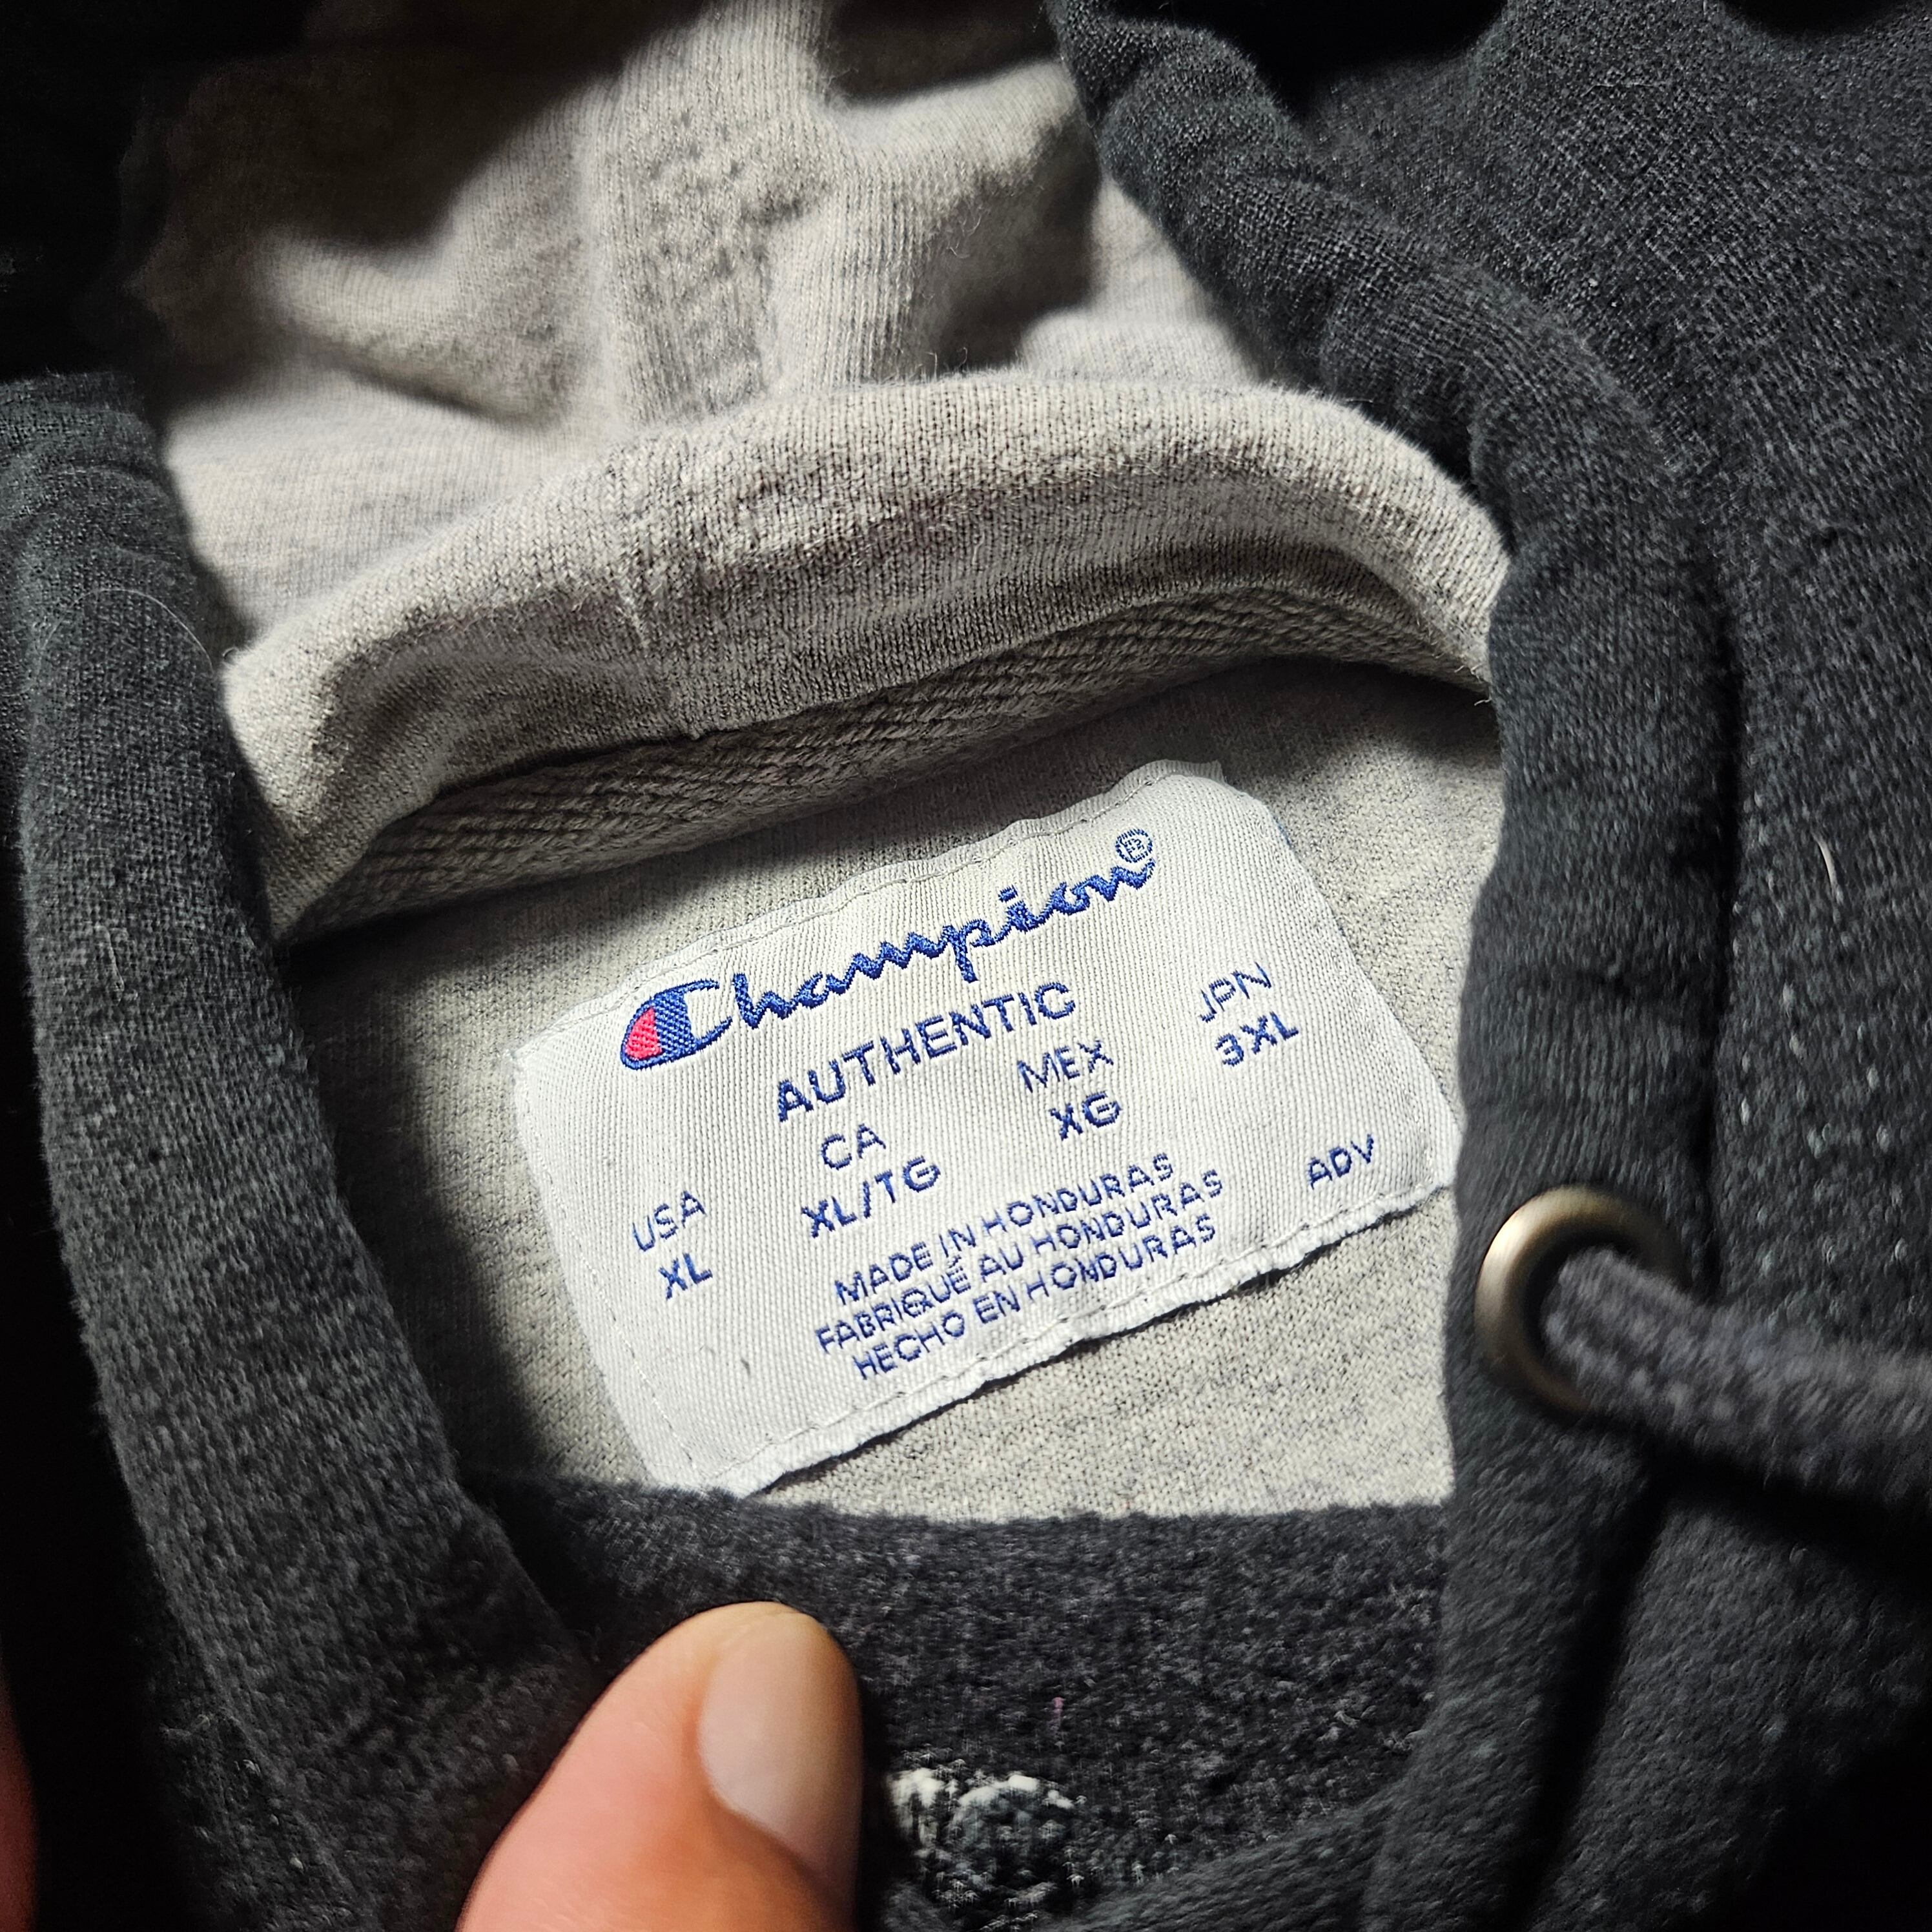 Champion®
AUTHENTIC
USA CA MEX JPN
XL XL/TG XG 3XL
MADE IN HONDURAS ADV
FABRIQUÉ AU HONDURAS
HECHO EN HONDURAS